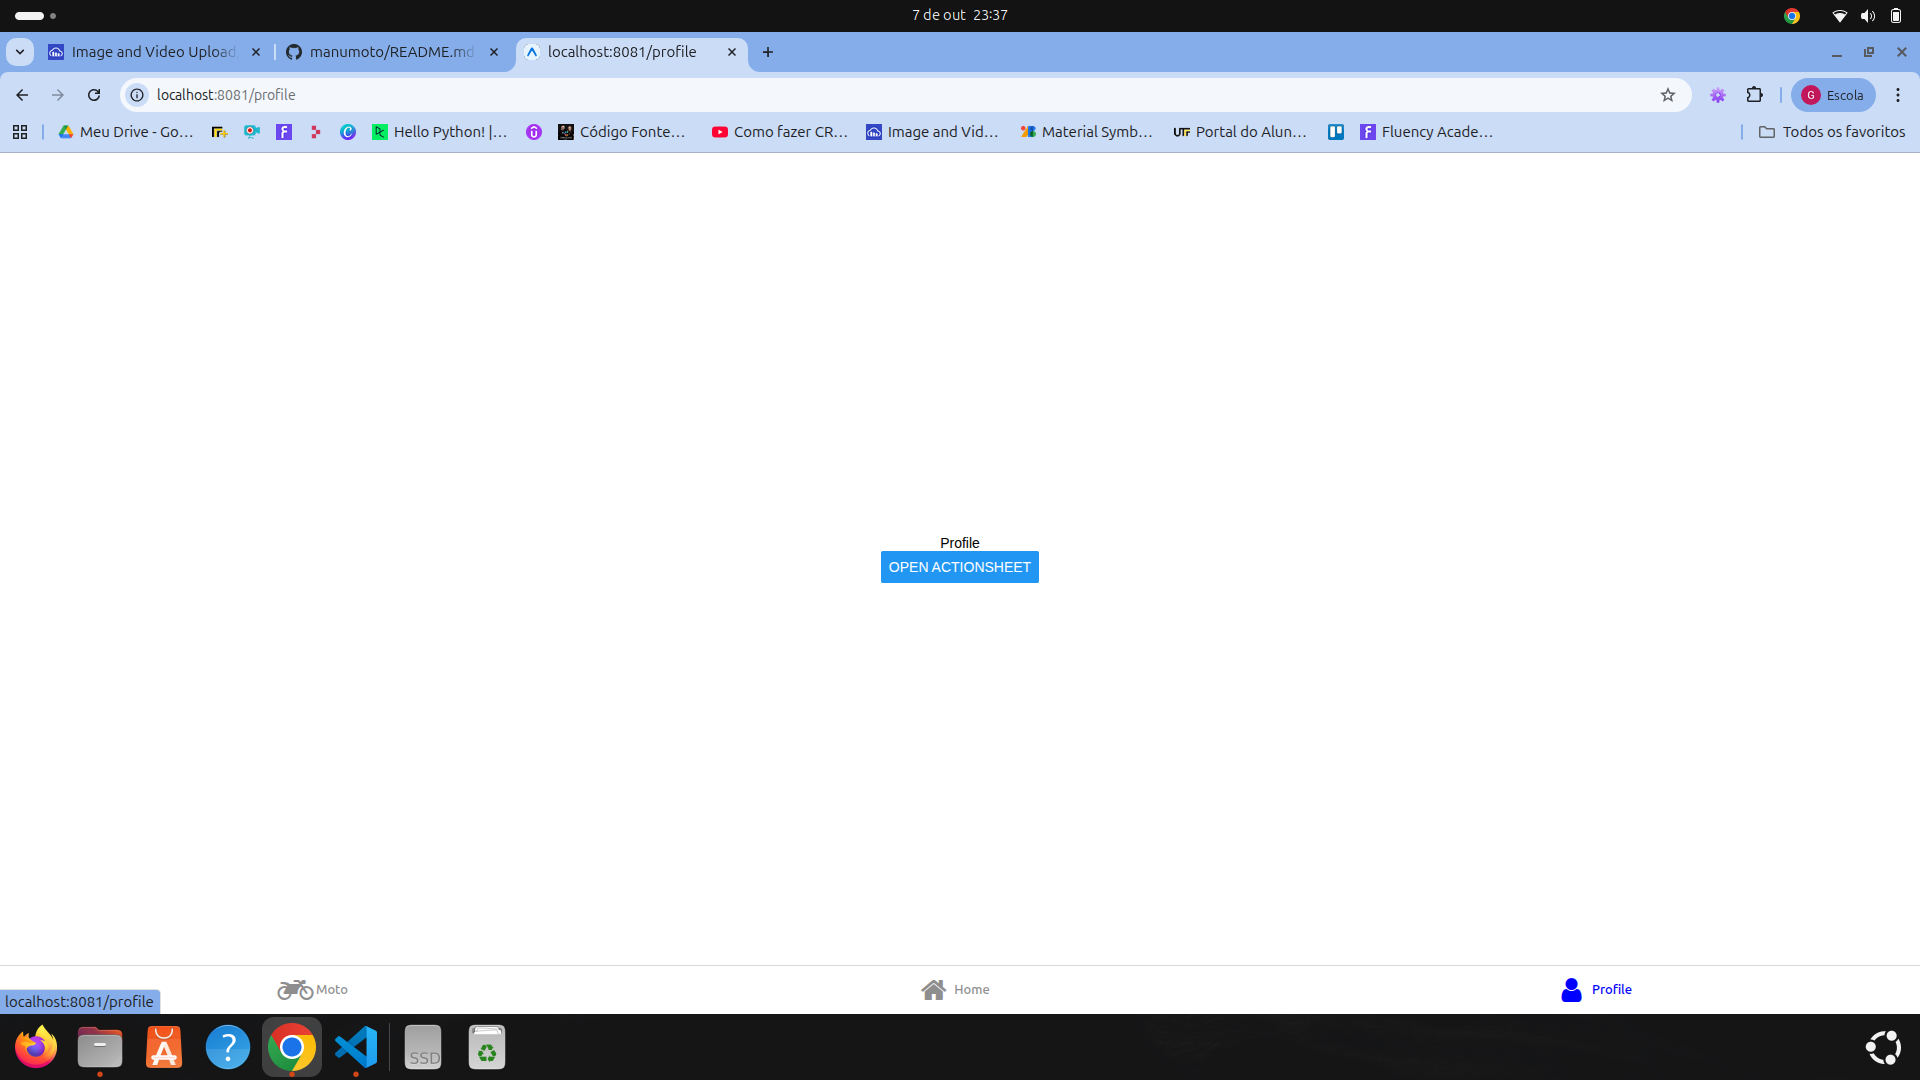 7 de out 23:37
Image and Video Upload
manumoto/README.md
localhost:8081/profile
localhost:8081/profile
G Escola
Meu Drive - Go…
Hello Python! |…
Código Fonte…
Como fazer CR…
Image and Vid…
Material Symb…
Portal do Alun…
Fluency Acade…
Todos os favoritos
Profile
OPEN ACTIONSHEET
Moto
Home
Profile
localhost:8081/profile
SSD